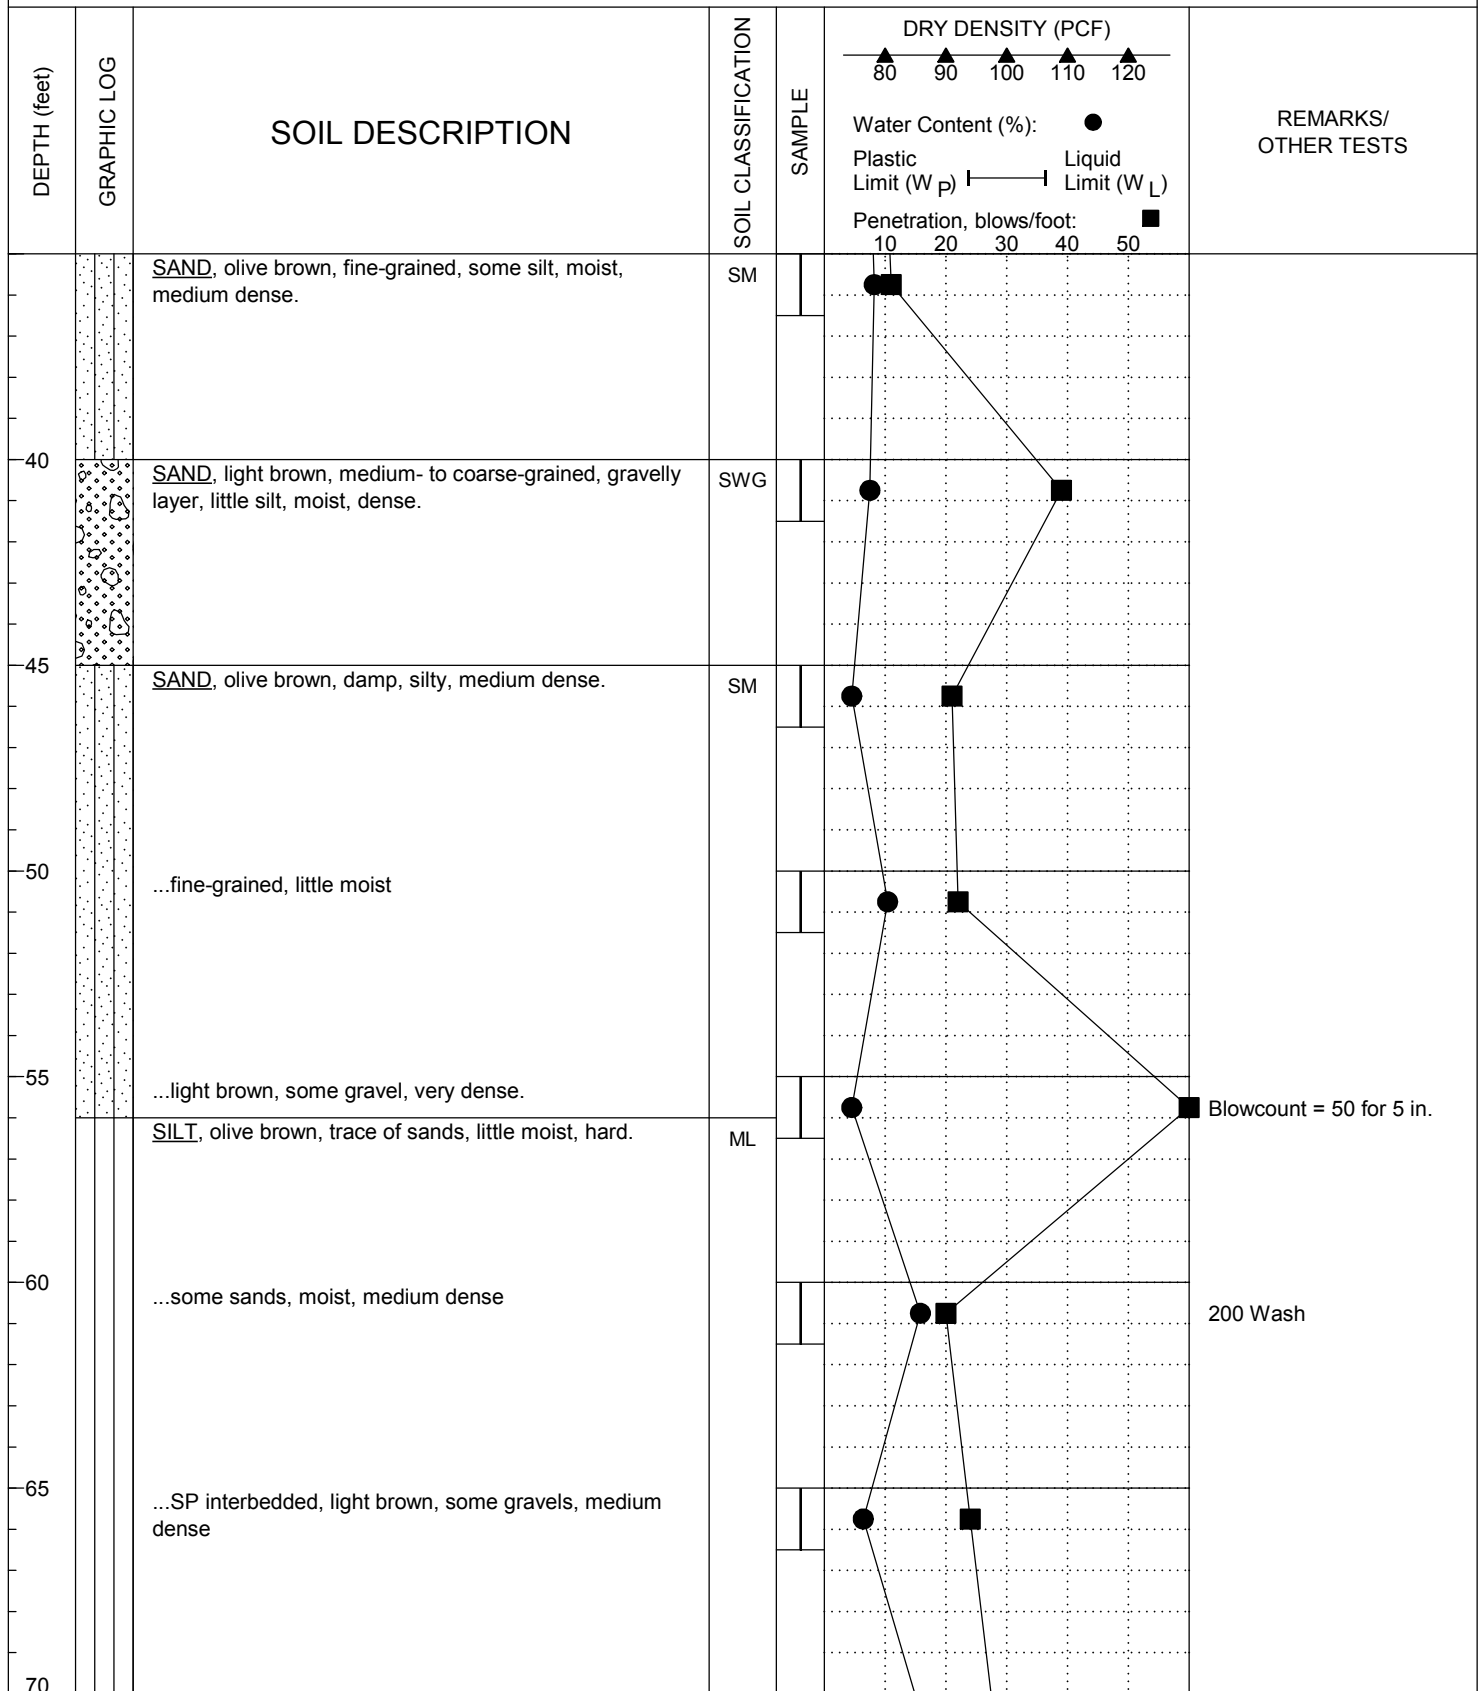 DEPTH (feet)
GRAPHIC LOG
SOIL DESCRIPTION
SOIL CLASSIFICATION
SAMPLE
DRY DENSITY (PCF)
80 90 100 110 120
Water Content (%):
Plastic
Limit (W P)
Liquid
Limit (W L)
Penetration, blows/foot:
10 20 30 40 50
REMARKS/
OTHER TESTS
SAND, olive brown, fine-grained, some silt, moist,
medium dense.
SM
40
SAND, light brown, medium- to coarse-grained, gravelly
layer, little silt, moist, dense.
SWG
45
SAND, olive brown, damp, silty, medium dense.
SM
50
...fine-grained, little moist
55
...light brown, some gravel, very dense.
Blowcount = 50 for 5 in.
SILT, olive brown, trace of sands, little moist, hard.
ML
60
...some sands, moist, medium dense
200 Wash
65
...SP interbedded, light brown, some gravels, medium
dense
70